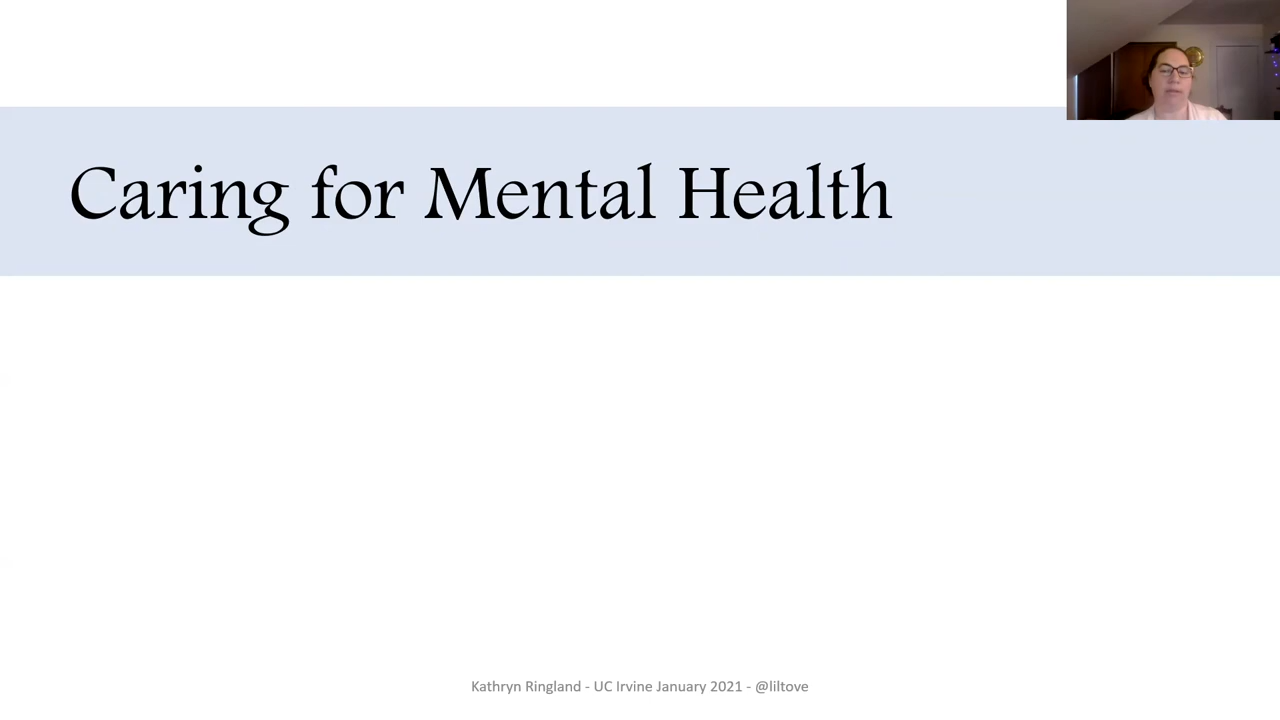 Caring for Mental Health
Kathryn Ringland - UC Irvine January 2021 - @liltove